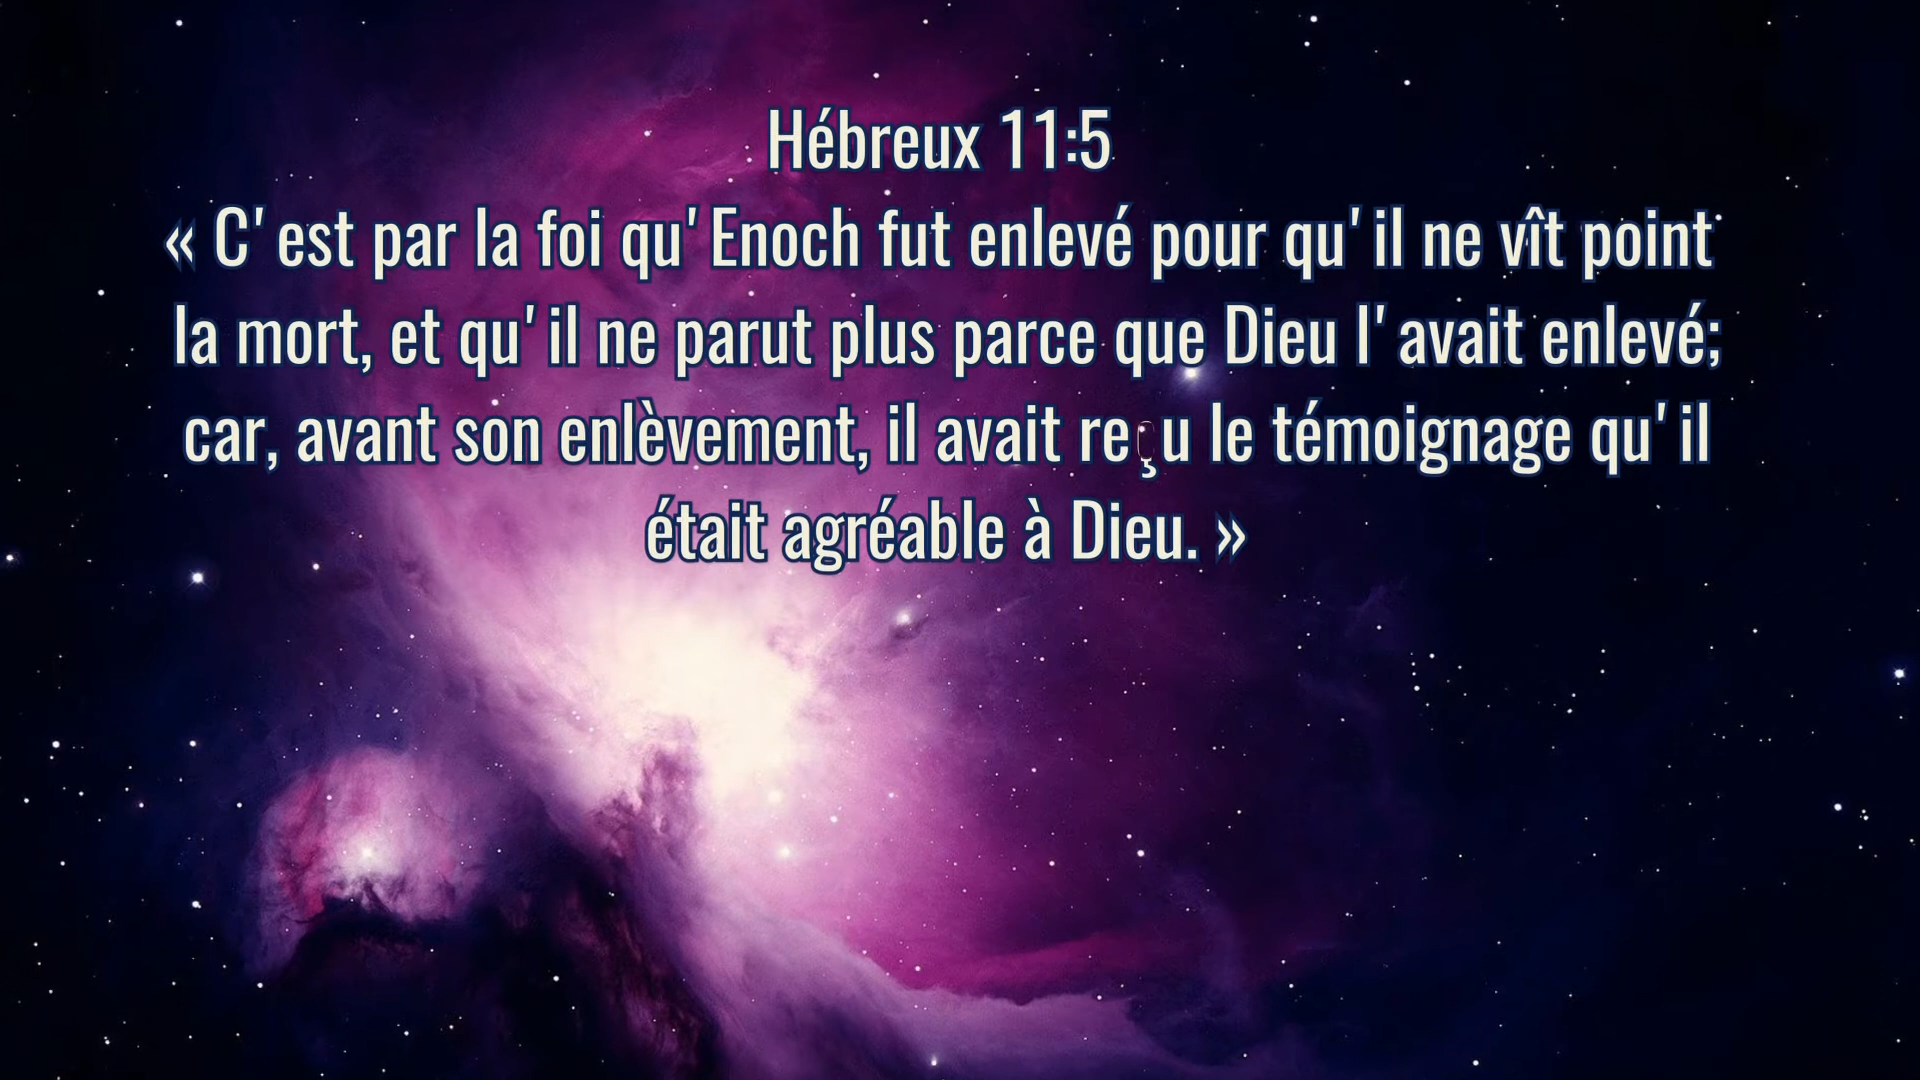 Hébreux 11:5
« C'est par la foi qu'Enoch fut enlevé pour qu'il ne vît point
la mort, et qu'il ne parut plus parce que Dieu l'avait enlevé;
car, avant son enlèvement, il avait reçu le témoignage qu'il
était agréable à Dieu. »